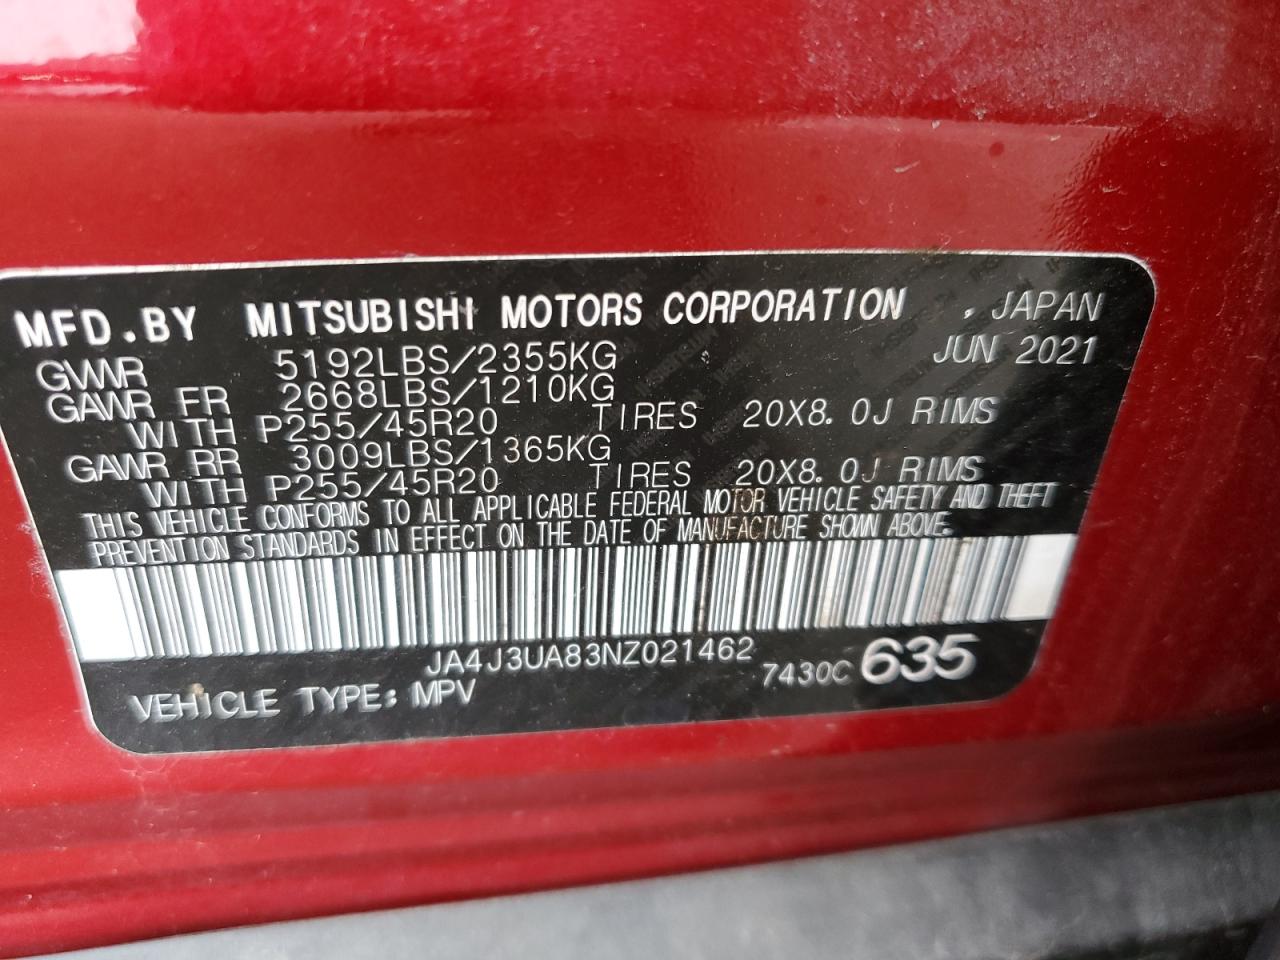 MFD.BY MITSUBISHI MOTORS CORPORATION , JAPAN
GVWR 5192LBS/2355KG JUN 2021
GAWR FR 2668LBS/1210KG
WITH P255/45R20 TIRES 20X8.0J RIMS
GAWR RR 3009LBS/1365KG
WITH P255/45R20 TIRES 20X8.0J RIMS
THIS VEHICLE CONFORMS TO ALL APPLICABLE FEDERAL MOTOR VEHICLE SAFETY AND THEFT
PREVENTION STANDARDS IN EFFECT ON THE DATE OF MANUFACTURE SHOWN ABOVE.
JA4J3UA83NZ021462 7430C 635
VEHICLE TYPE: MPV